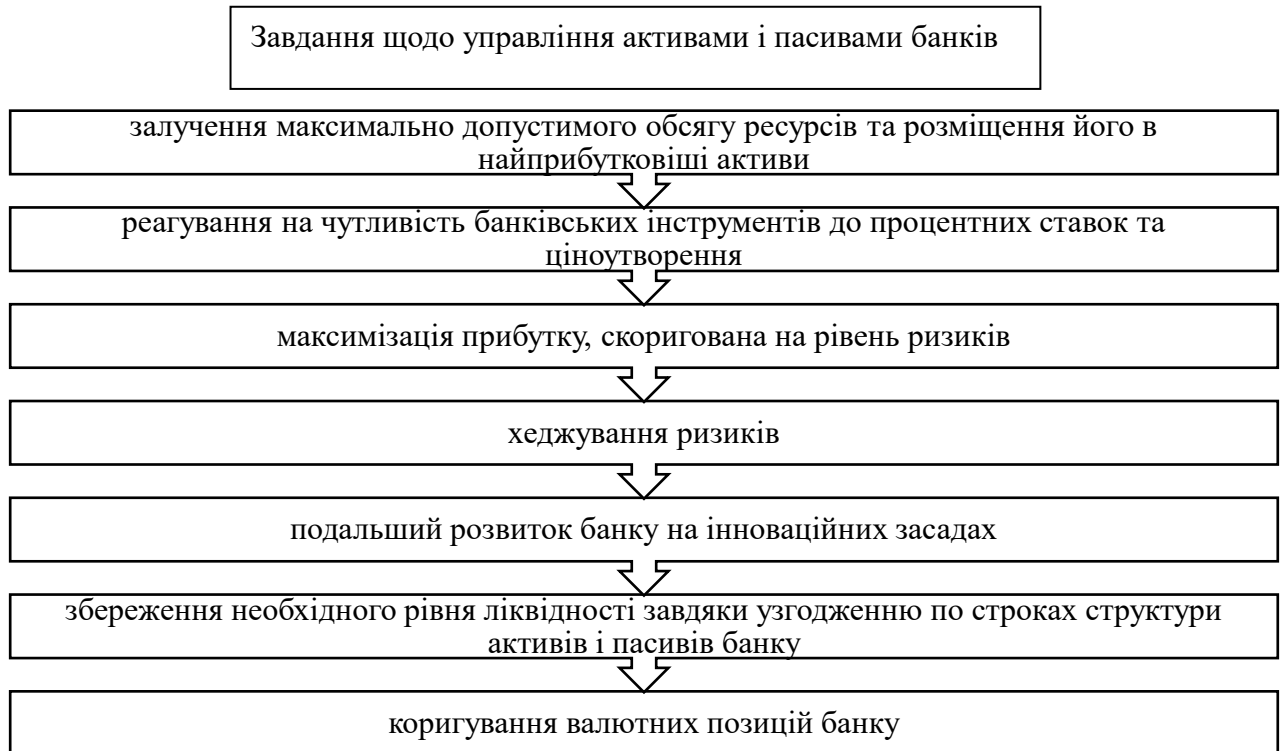 Завдання щодо управління активами і пасивами банків
залучення максимально допустимого обсягу ресурсів та розміщення його в
найприбутковіші активи
реагування на чутливість банківських інструментів до процентних ставок та
ціноутворення
максимізація прибутку, скоригована на рівень ризиків
хеджування ризиків
подальший розвиток банку на інноваційних засадах
збереження необхідного рівня ліквідності завдяки узгодженню по строках структури
активів і пасивів банку
коригування валютних позицій банку